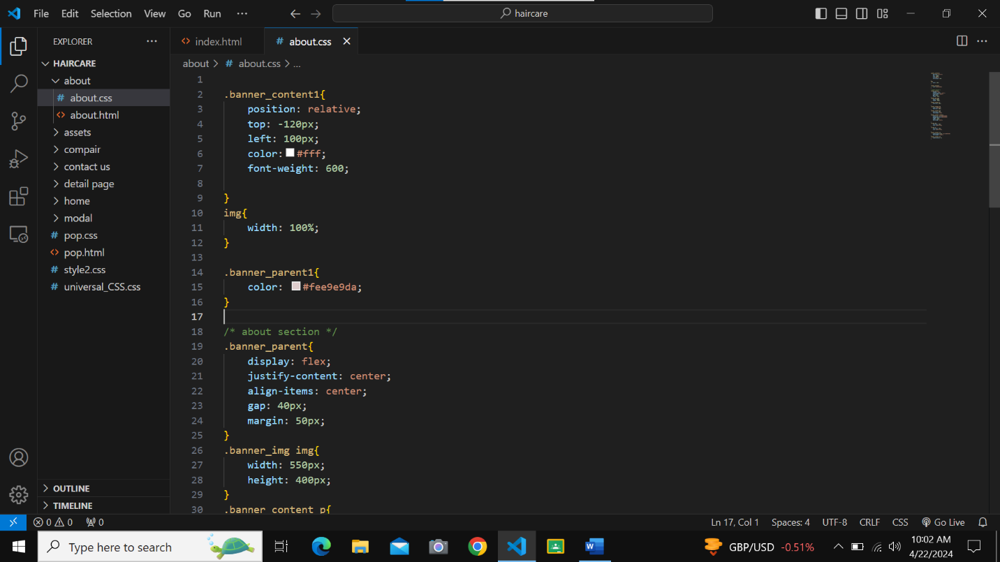 File Edit Selection View Go Run ···
haircare
EXPLORER ···
HAIRCARE
about
about.css
about.html
assets
compair
contact us
detail page
home
modal
pop.css
pop.html
style2.css
universal_CSS.css
OUTLINE
TIMELINE
index.html
# about.css
about > # about.css > ...
1
2 .banner_content1{
3 position: relative;
4 top: -120px;
5 left: 100px;
6 color: #fff;
7 font-weight: 600;
8
9 }
10 img{
11 width: 100%;
12 }
13
14 .banner_parent1{
15 color: #fee9e9da;
16 }
17
18 /* about section */
19 .banner_parent{
20 display: flex;
21 justify-content: center;
22 align-items: center;
23 gap: 40px;
24 margin: 50px;
25 }
26 .banner_img img{
27 width: 550px;
28 height: 400px;
29 }
30 .banner_content p{
0 0 0 Ln 17, Col 1 Spaces: 4 UTF-8 CRLF CSS Go Live
Type here to search
GBP/USD -0.51%
10:02 AM
4/22/2024